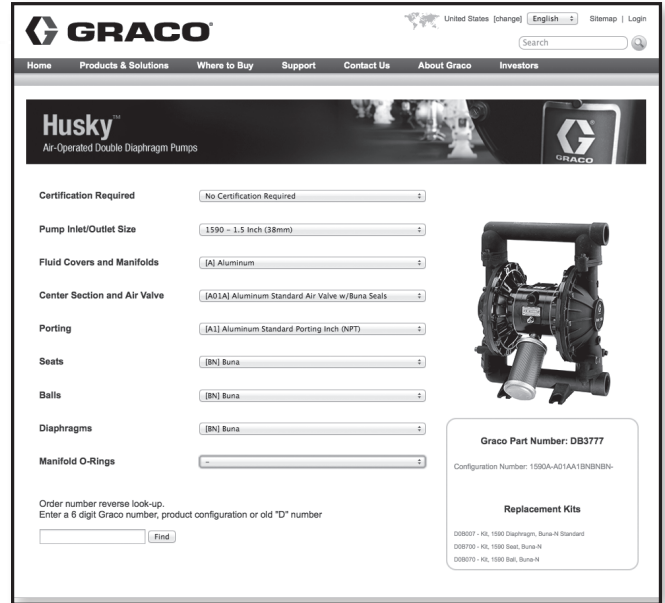 GRACO
United States [change] English Sitemap | Login
Search
Home Products & Solutions Where to Buy Support Contact Us About Graco Investors
Husky™
Air-Operated Double Diaphragm Pumps
GRACO
Certification Required No Certification Required
Pump Inlet/Outlet Size 1590 – 1.5 Inch (38mm)
Fluid Covers and Manifolds [A] Aluminum
Center Section and Air Valve [A01A] Aluminum Standard Air Valve w/Buna Seals
Porting [A1] Aluminum Standard Porting Inch (NPT)
Seats [BN] Buna
Balls [BN] Buna
Diaphragms [BN] Buna
Manifold O-Rings –
Order number reverse look-up.
Enter a 6 digit Graco number, product configuration or old "D" number
Find
Graco Part Number: DB3777
Configuration Number: 1590A-A01AA1BNBNBN-
Replacement Kits
D0B007 - Kit, 1590 Diaphragm, Buna-N Standard
D0B700 - Kit, 1590 Seat, Buna-N
D0B070 - Kit, 1590 Ball, Buna-N